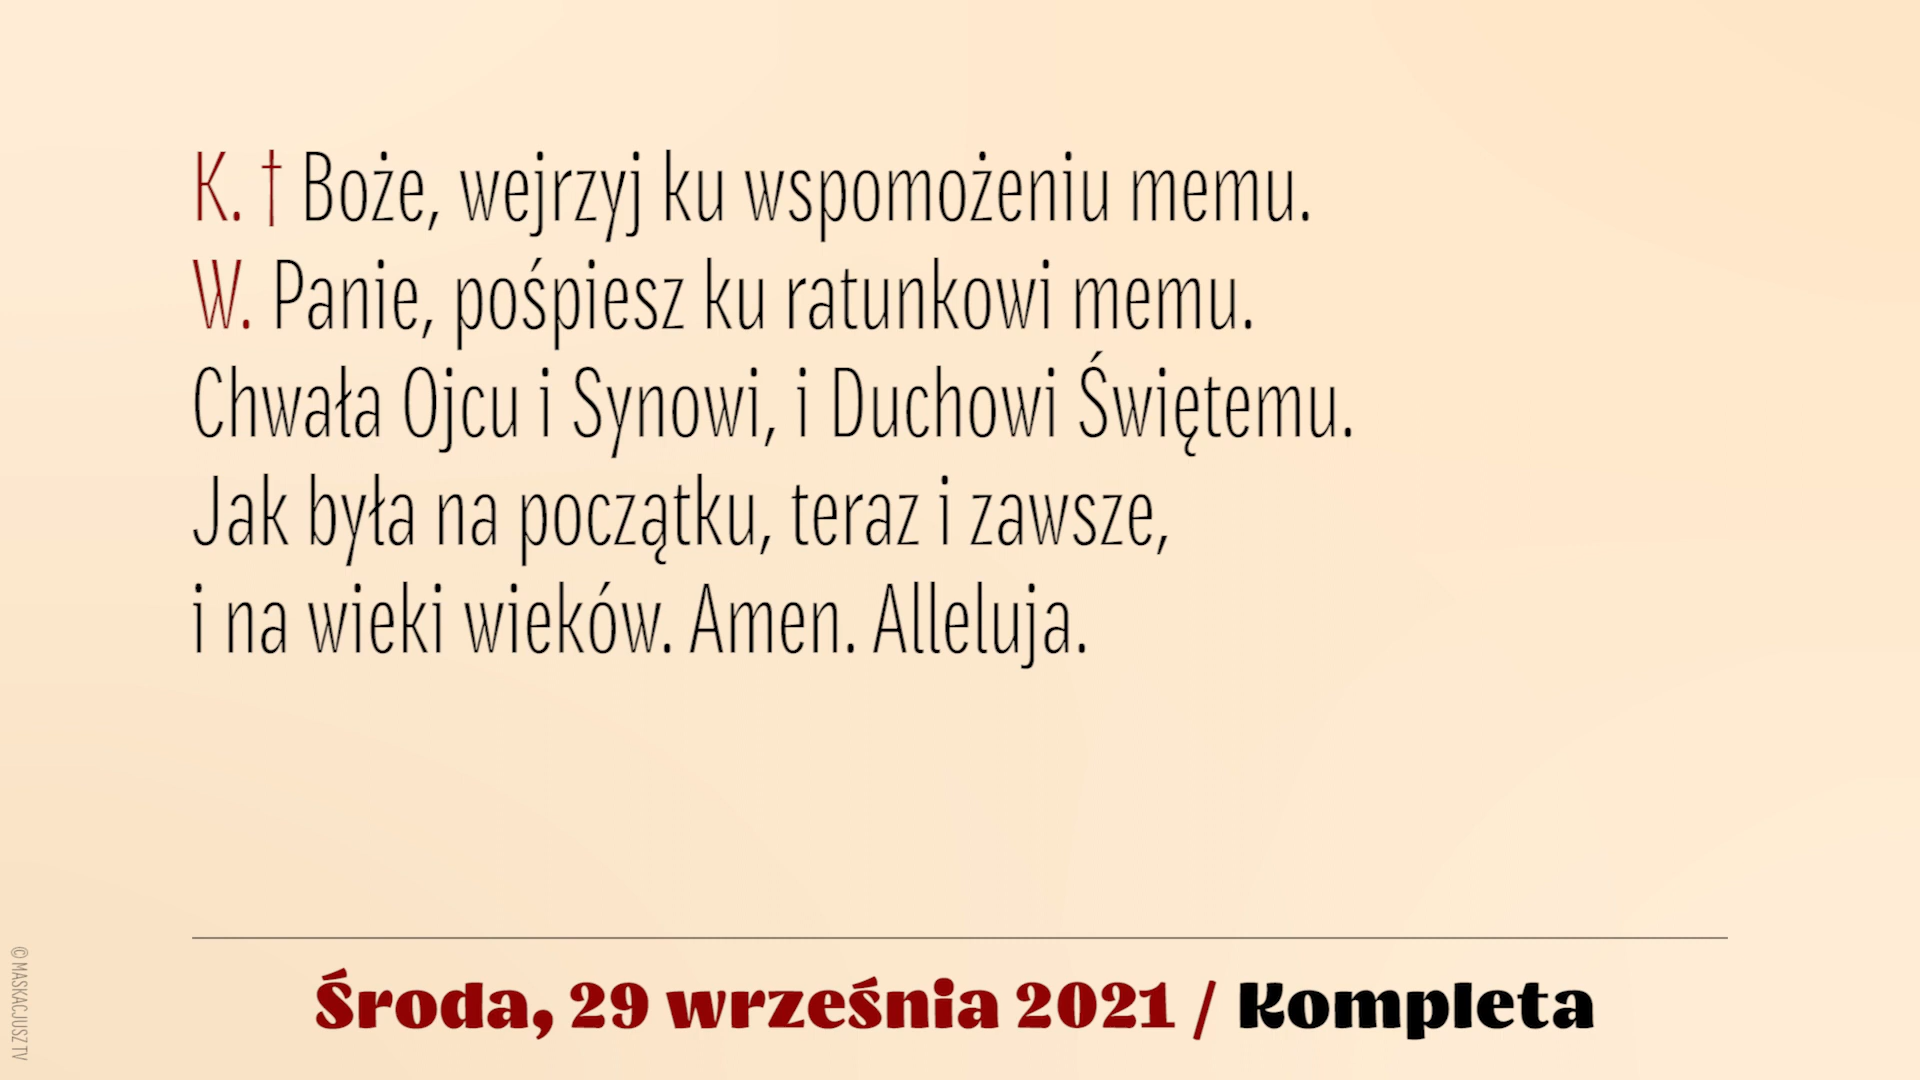 K. † Boże, wejrzyj ku wspomożeniu memu.
W. Panie, pośpiesz ku ratunkowi memu.
Chwała Ojcu i Synowi, i Duchowi Świętemu.
Jak była na początku, teraz i zawsze,
i na wieki wieków. Amen. Alleluja.
Środa, 29 września 2021 / Kompleta
© MASKACJUSZ TV